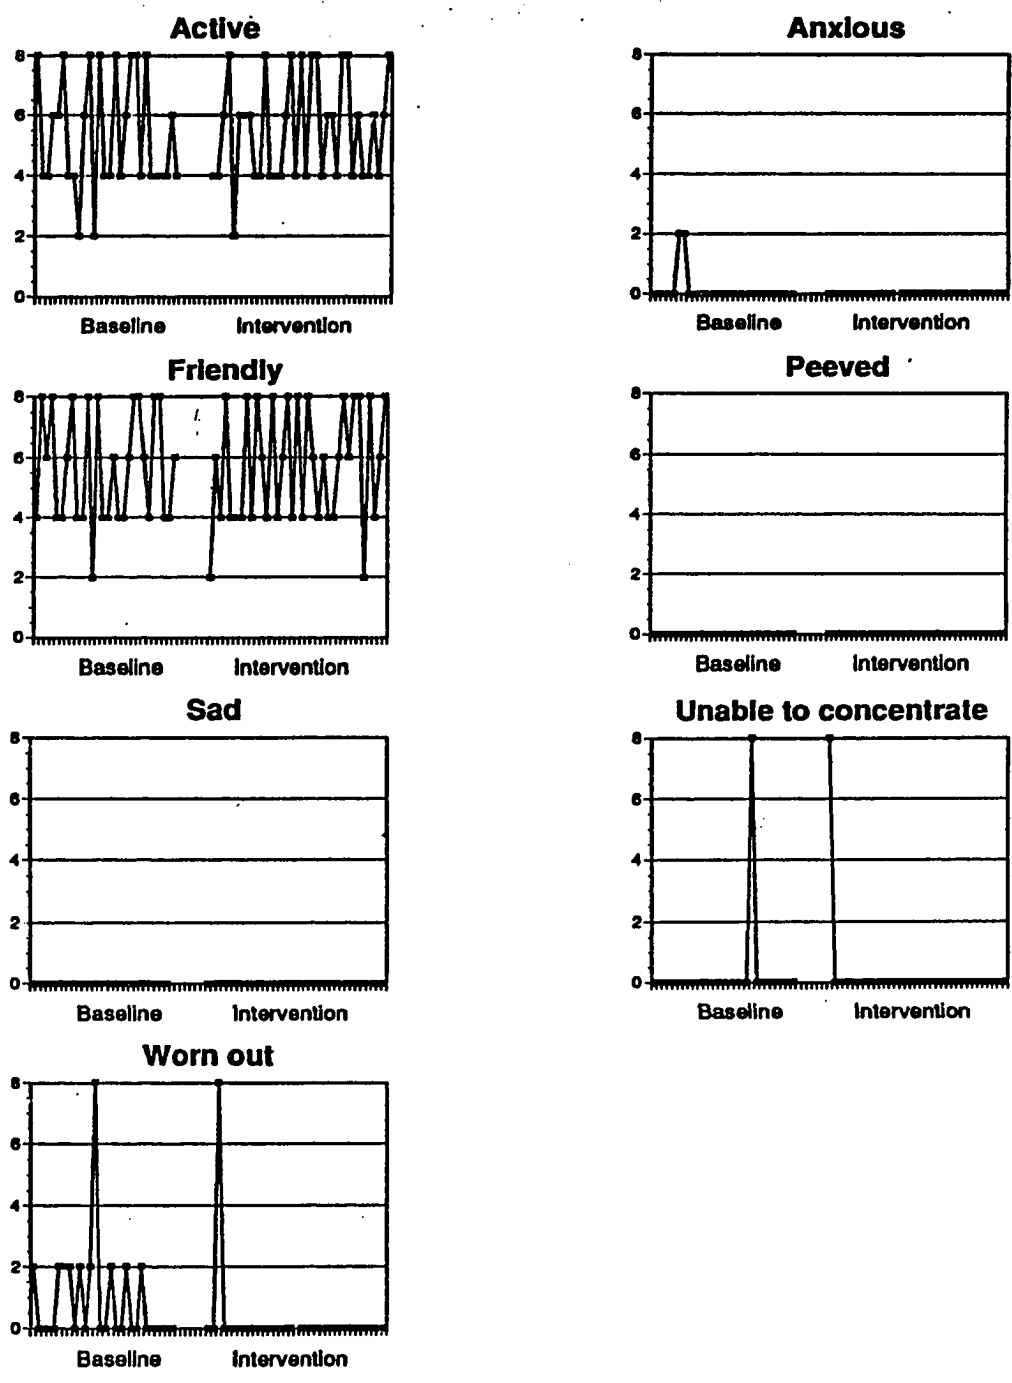 Active
Anxious
8
6
4
2
0
Baseline Intervention
8
6
4
2
0
Baseline Intervention
Friendly
Peeved
8
6
4
2
0
Baseline Intervention
8
6
4
2
0
Baseline Intervention
Sad
Unable to concentrate
8
6
4
2
0
Baseline Intervention
8
6
4
2
0
Baseline Intervention
Worn out
8
6
4
2
0
Baseline Intervention